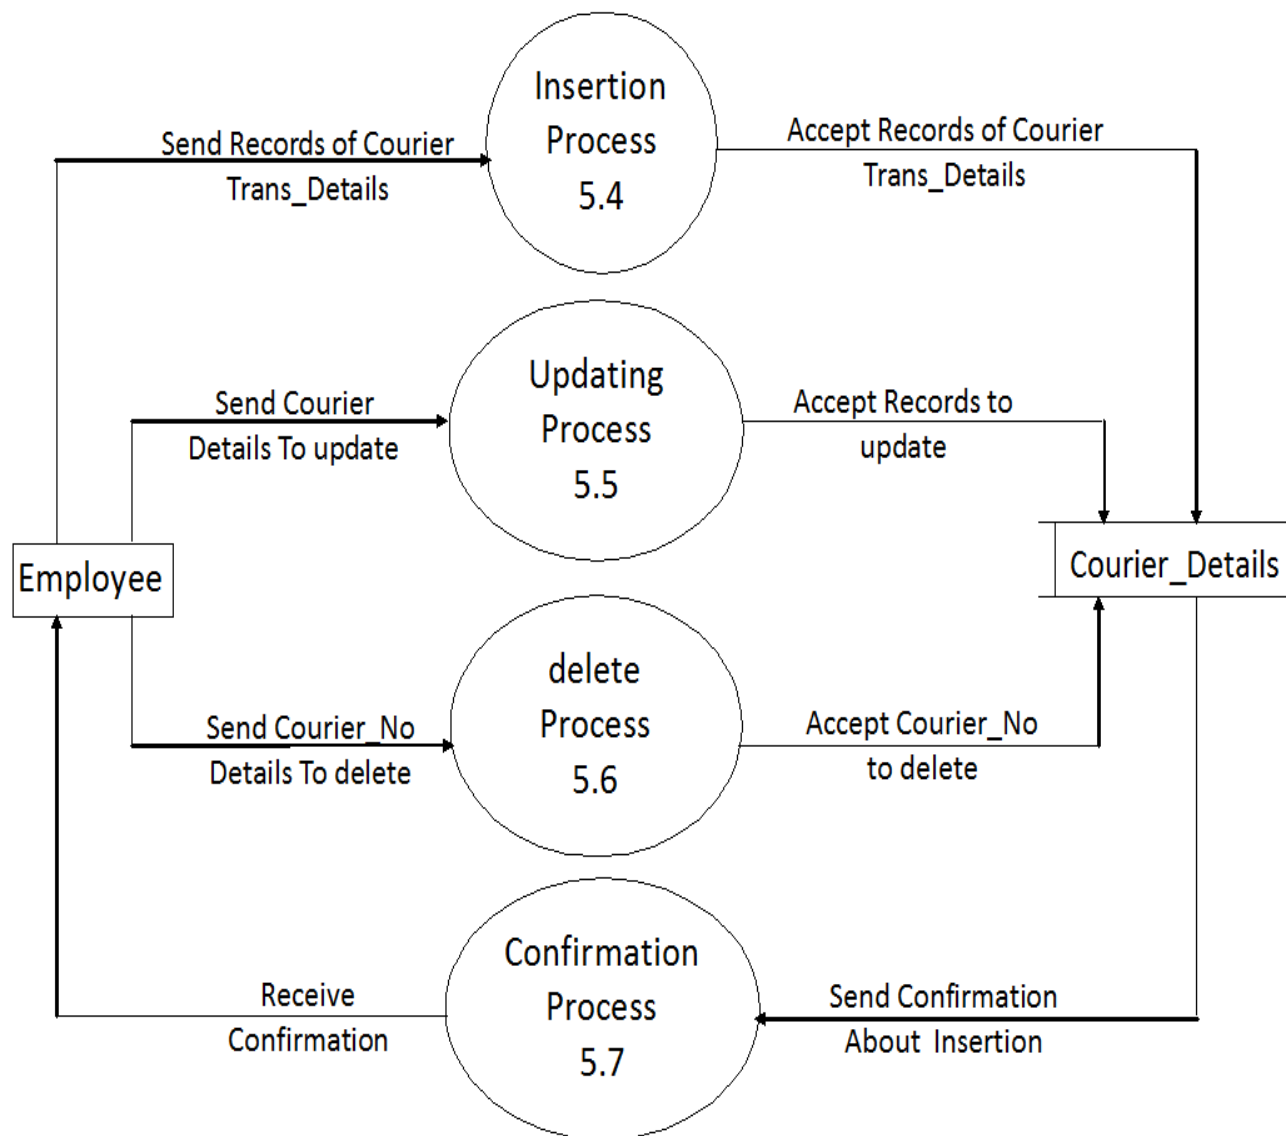 Insertion
Process
5.4
Send Records of Courier
Trans_Details
Accept Records of Courier
Trans_Details
Updating
Process
5.5
Send Courier
Details To update
Accept Records to
update
Employee
Courier_Details
delete
Process
5.6
Send Courier_No
Details To delete
Accept Courier_No
to delete
Confirmation
Process
5.7
Receive
Confirmation
Send Confirmation
About Insertion